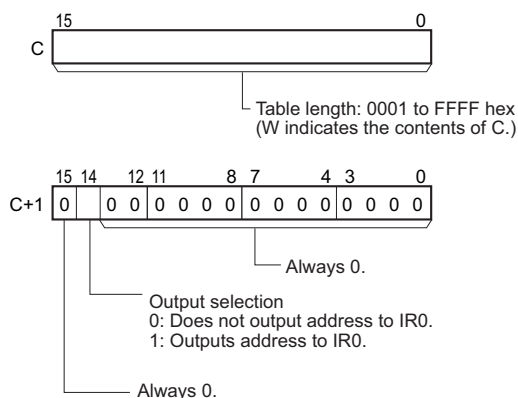 15 0
C
Table length: 0001 to FFFF hex
(W indicates the contents of C.)
15 14 12 11 8 7 4 3 0
C+1 0 0 0 0 0 0 0 0 0 0 0 0 0 0 0
Always 0.
Output selection
0: Does not output address to IR0.
1: Outputs address to IR0.
Always 0.